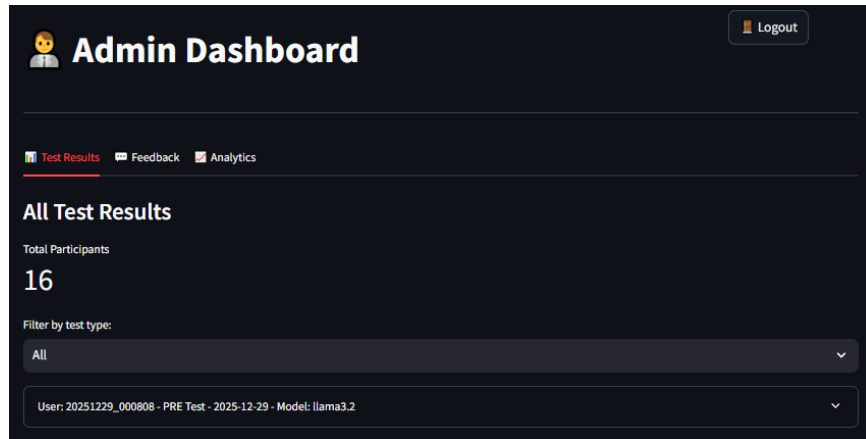 Logout
Admin Dashboard
Test Results Feedback Analytics
All Test Results
Total Participants
16
Filter by test type:
All
User: 20251229_000808 - PRE Test - 2025-12-29 - Model: llama3.2